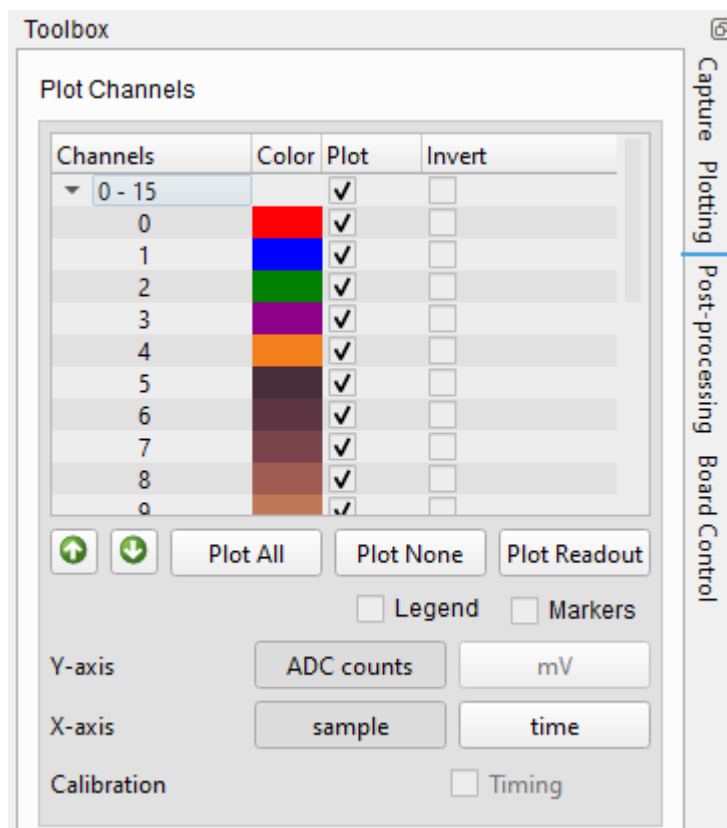 Toolbox
Plot Channels
Channels Color Plot Invert
0 - 15
0
1
2
3
4
5
6
7
8
9
Plot All Plot None Plot Readout
Legend Markers
Y-axis ADC counts mV
X-axis sample time
Calibration Timing
Capture Plotting Post-processing Board Control